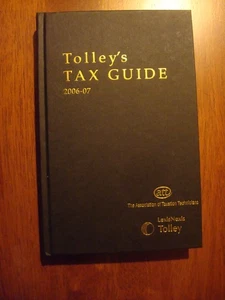 Tolley's
TAX GUIDE
2006-07
att
The Association of Taxation Technicians
LexisNexis
Tolley